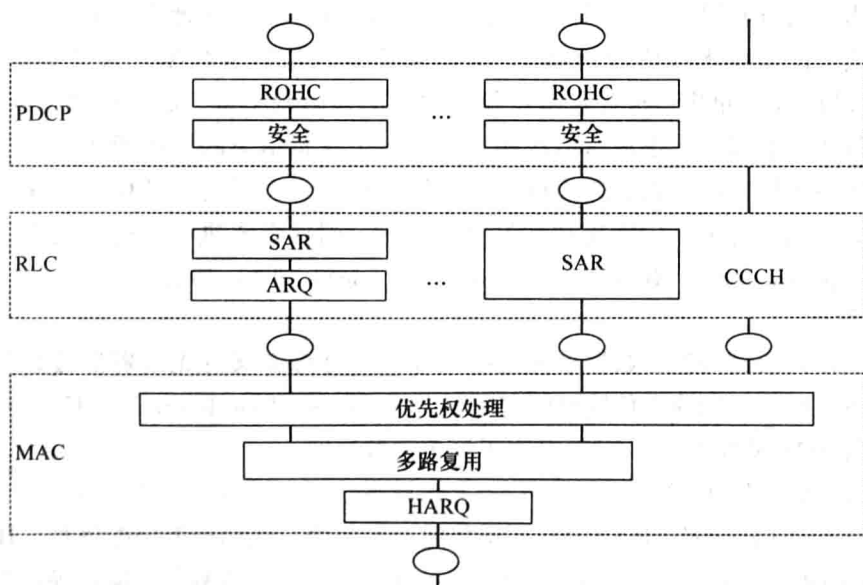 ROHC
ROHC
PDCP
...
安全
安全
SAR
RLC
SAR
CCCH
ARQ
...
优先权处理
MAC
多路复用
HARQ